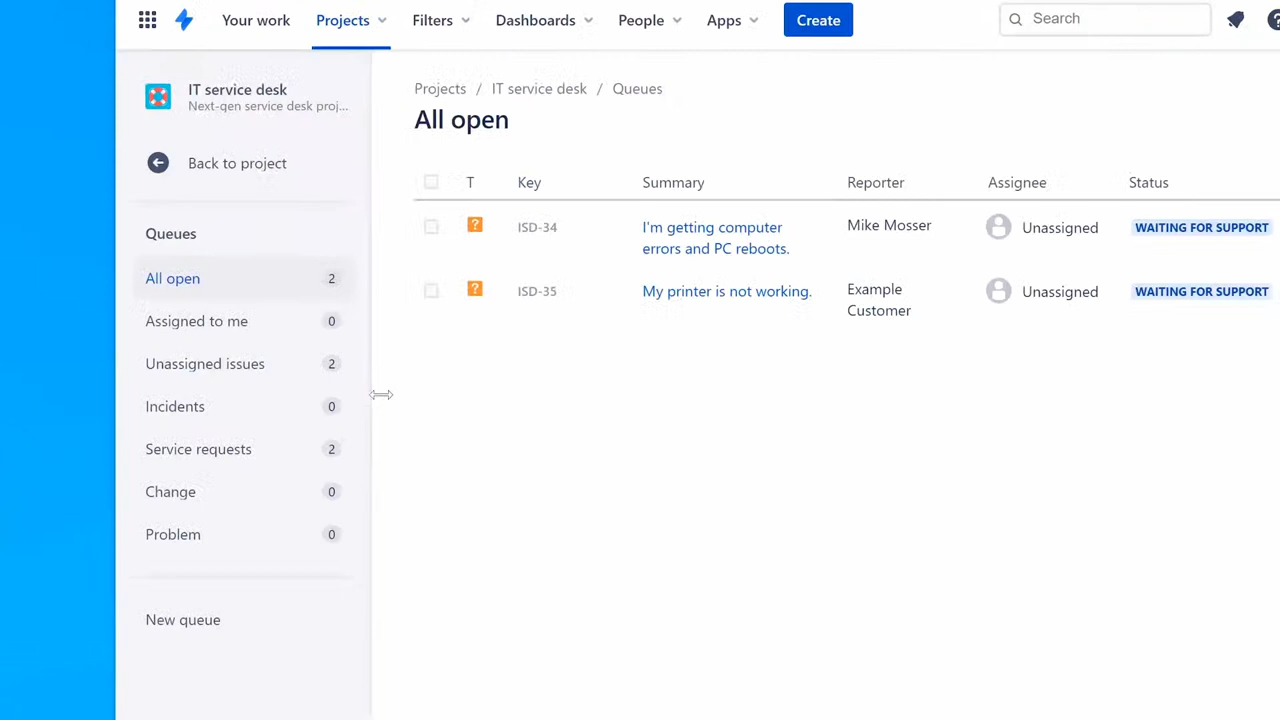 Your work Projects Filters Dashboards People Apps Create Search
IT service desk
Next-gen service desk proj...
Back to project
Queues
All open 2
Assigned to me 0
Unassigned issues 2
Incidents 0
Service requests 2
Change 0
Problem 0
New queue
Projects / IT service desk / Queues
All open
T Key Summary Reporter Assignee Status
? ISD-34 I'm getting computer Mike Mosser Unassigned WAITING FOR SUPPORT
errors and PC reboots.
? ISD-35 My printer is not working. Example Unassigned WAITING FOR SUPPORT
Customer